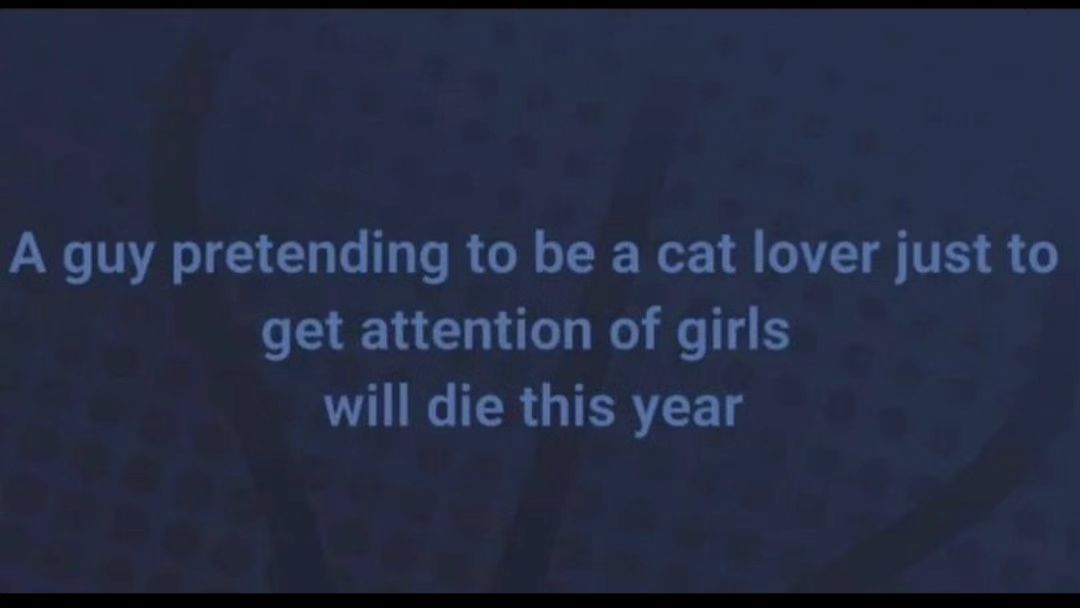 A guy pretending to be a cat lover just to
get attention of girls
will die this year